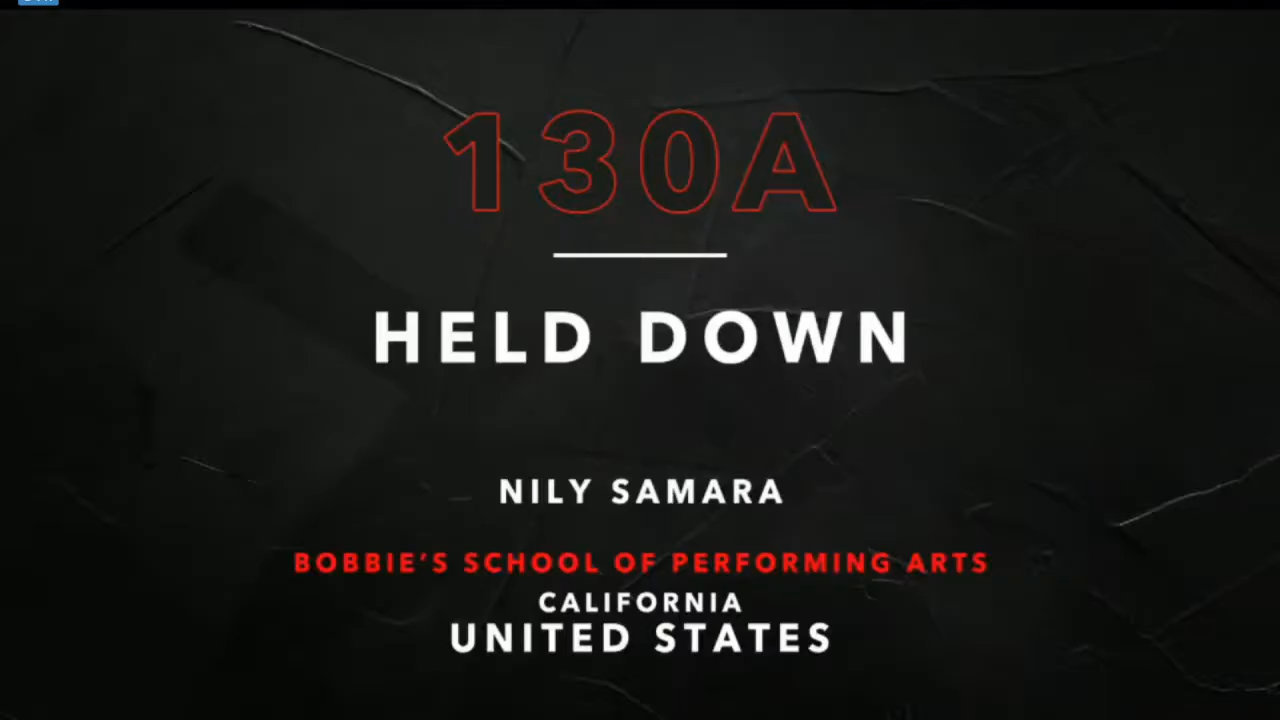 130A
HELD DOWN
NILY SAMARA
BOBBIE'S SCHOOL OF PERFORMING ARTS
CALIFORNIA
UNITED STATES